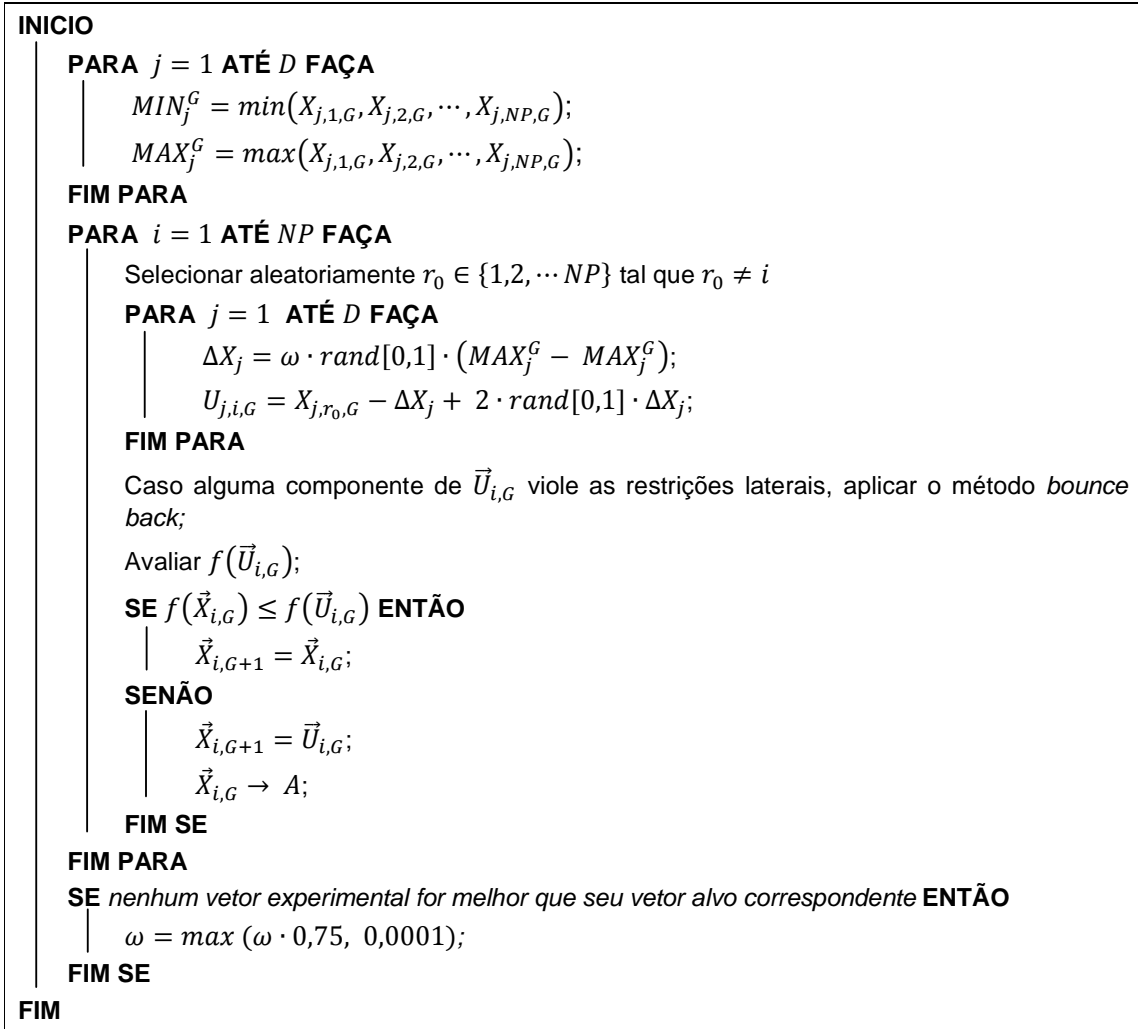 INICIO
PARA j = 1 ATÉ D FAÇA
MIN_j^G = min(X_{j,1,G}, X_{j,2,G}, ⋯, X_{j,NP,G});
MAX_j^G = max(X_{j,1,G}, X_{j,2,G}, ⋯, X_{j,NP,G});
FIM PARA
PARA i = 1 ATÉ NP FAÇA
Selecionar aleatoriamente r_0 ∈ {1,2, ⋯ NP} tal que r_0 ≠ i
PARA j = 1 ATÉ D FAÇA
ΔX_j = ω · rand[0,1] · (MAX_j^G − MAX_j^G);
U_{j,i,G} = X_{j,r_0,G} − ΔX_j + 2 · rand[0,1] · ΔX_j;
FIM PARA
Caso alguma componente de U⃗_{i,G} viole as restrições laterais, aplicar o método bounce
back;
Avaliar f(U⃗_{i,G});
SE f(X⃗_{i,G}) ≤ f(U⃗_{i,G}) ENTÃO
X⃗_{i,G+1} = X⃗_{i,G};
SENÃO
X⃗_{i,G+1} = U⃗_{i,G};
X⃗_{i,G} → A;
FIM SE
FIM PARA
SE nenhum vetor experimental for melhor que seu vetor alvo correspondente ENTÃO
ω = max (ω · 0,75, 0,0001);
FIM SE
FIM